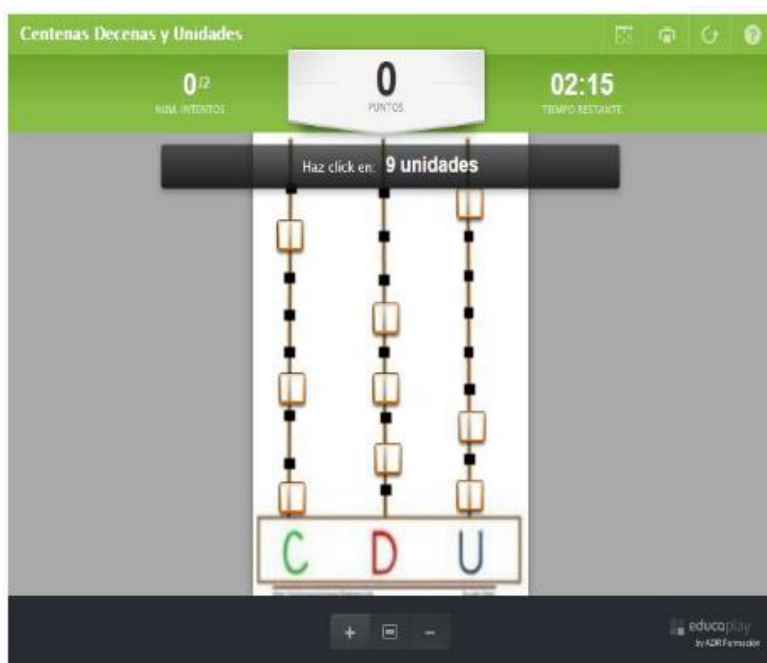 Centenas Decenas y Unidades
0/2
NUM. INTENTOS
0
PUNTOS
02:15
TIEMPO RESTANTE
Haz click en: 9 unidades
C D U
educaplay
by ADR Formación